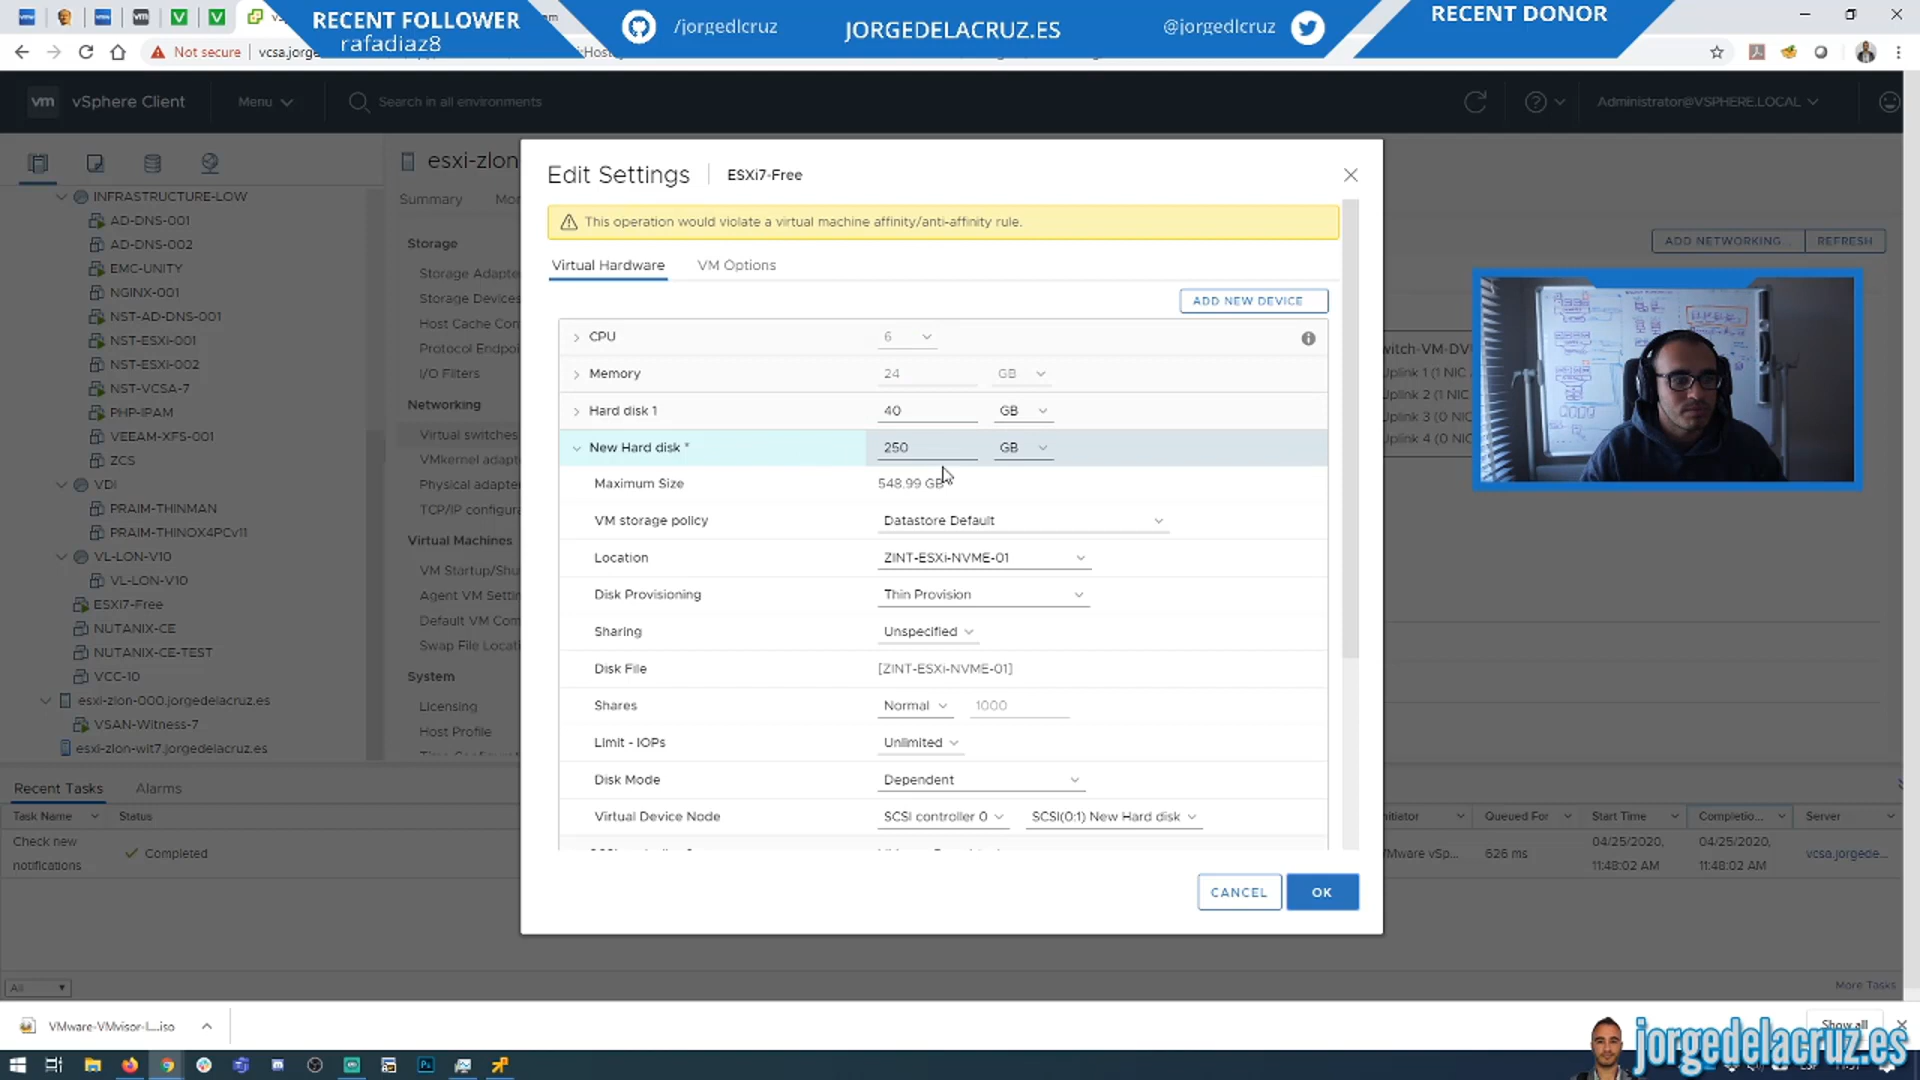 RECENT FOLLOWER
rafadiaz8
/jorgedlcruz
JORGEDELACRUZ.ES
@jorgedlcruz
RECENT DONOR
Not secure
vcsa.jorge
vm vSphere Client
Menu
Search in all environments
Administrator@VSPHERE.LOCAL
INFRASTRUCTURE-LOW
AD-DNS-001
AD-DNS-002
EMC-UNITY
NGINX-001
NST-AD-DNS-001
NST-ESXI-001
NST-ESXI-002
NST-VCSA-7
PHP-IPAM
VEEAM-XFS-001
ZCS
VDI
PRAIM-THINMAN
PRAIM-THINOX4PCv11
VL-LON-V10
VL-LON-V10
ESXI7-Free
NUTANIX-CE
NUTANIX-CE-TEST
VCC-10
esxi-zlon-000.jorgedelacruz.es
VSAN-Witness-7
esxi-zlon-wit7.jorgedelacruz.es
esxi-zlon
Summary
Mo
Storage
Storage Adapte
Storage Devices
Host Cache Con
Protocol Endpoi
I/O Filters
Networking
Virtual switches
VMkernel adapt
Physical adapte
TCP/IP configura
Virtual Machines
VM Startup/Shu
Agent VM Settin
Default VM Com
Swap File Locati
System
Licensing
Host Profile
ADD NETWORKING...
REFRESH
witch-VM-DVU
Uplink 1 (1 NIC
Uplink 2 (1 NIC
Uplink 3 (0 NIC
Uplink 4 (0 NIC
Edit Settings
ESXi7-Free
This operation would violate a virtual machine affinity/anti-affinity rule.
Virtual Hardware
VM Options
ADD NEW DEVICE
CPU 6
Memory 24 GB
Hard disk 1 40 GB
New Hard disk * 250 GB
Maximum Size 548.99 GB
VM storage policy Datastore Default
Location ZINT-ESXi-NVME-01
Disk Provisioning Thin Provision
Sharing Unspecified
Disk File [ZINT-ESXi-NVME-01]
Shares Normal 1000
Limit - IOPs Unlimited
Disk Mode Dependent
Virtual Device Node SCSI controller 0 SCSI(0:1) New Hard disk
CANCEL
OK
Recent Tasks
Alarms
Task Name
Status
nitiator
Queued For
Start Time
Completio...
Server
Check new
notifications
Completed
VMware vSp...
626 ms
04/25/2020,
11:48:02 AM
04/25/2020,
11:48:02 AM
vcsa.jorgede...
All
More Tasks
VMware-VMvisor-I....iso
Show all
jorgedelacruz.es